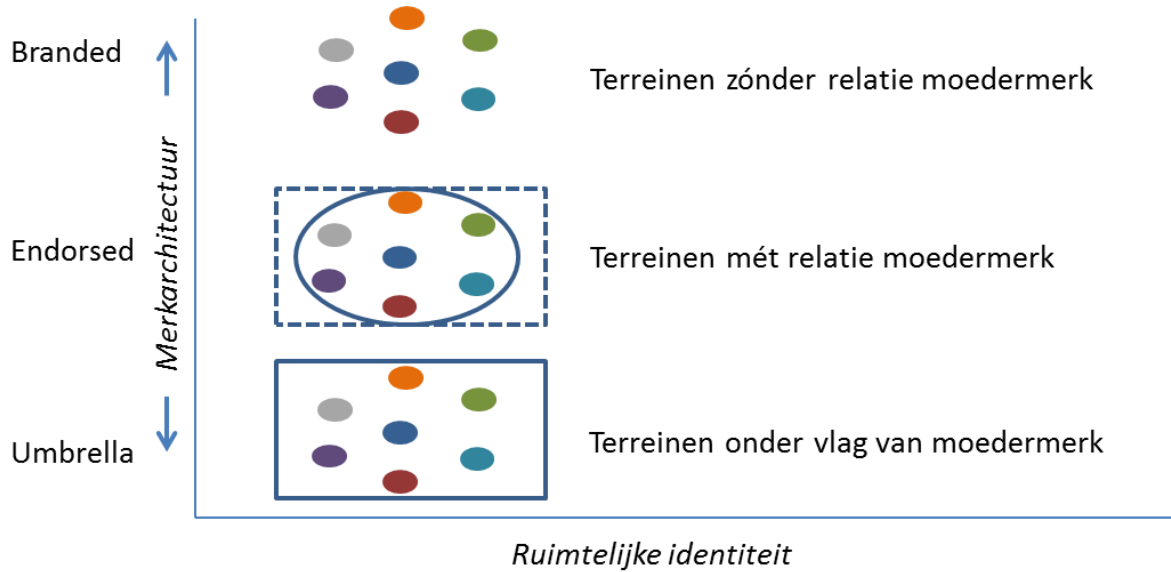 Branded
Terreinen zónder relatie moedermerk
Merkarchitectuur
Endorsed
Terreinen mét relatie moedermerk
Umbrella
Terreinen onder vlag van moedermerk
Ruimtelijke identiteit